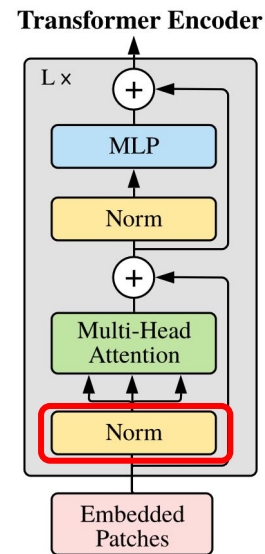 Transformer Encoder
L ×
+
MLP
Norm
+
Multi-Head
Attention
Norm
Embedded
Patches